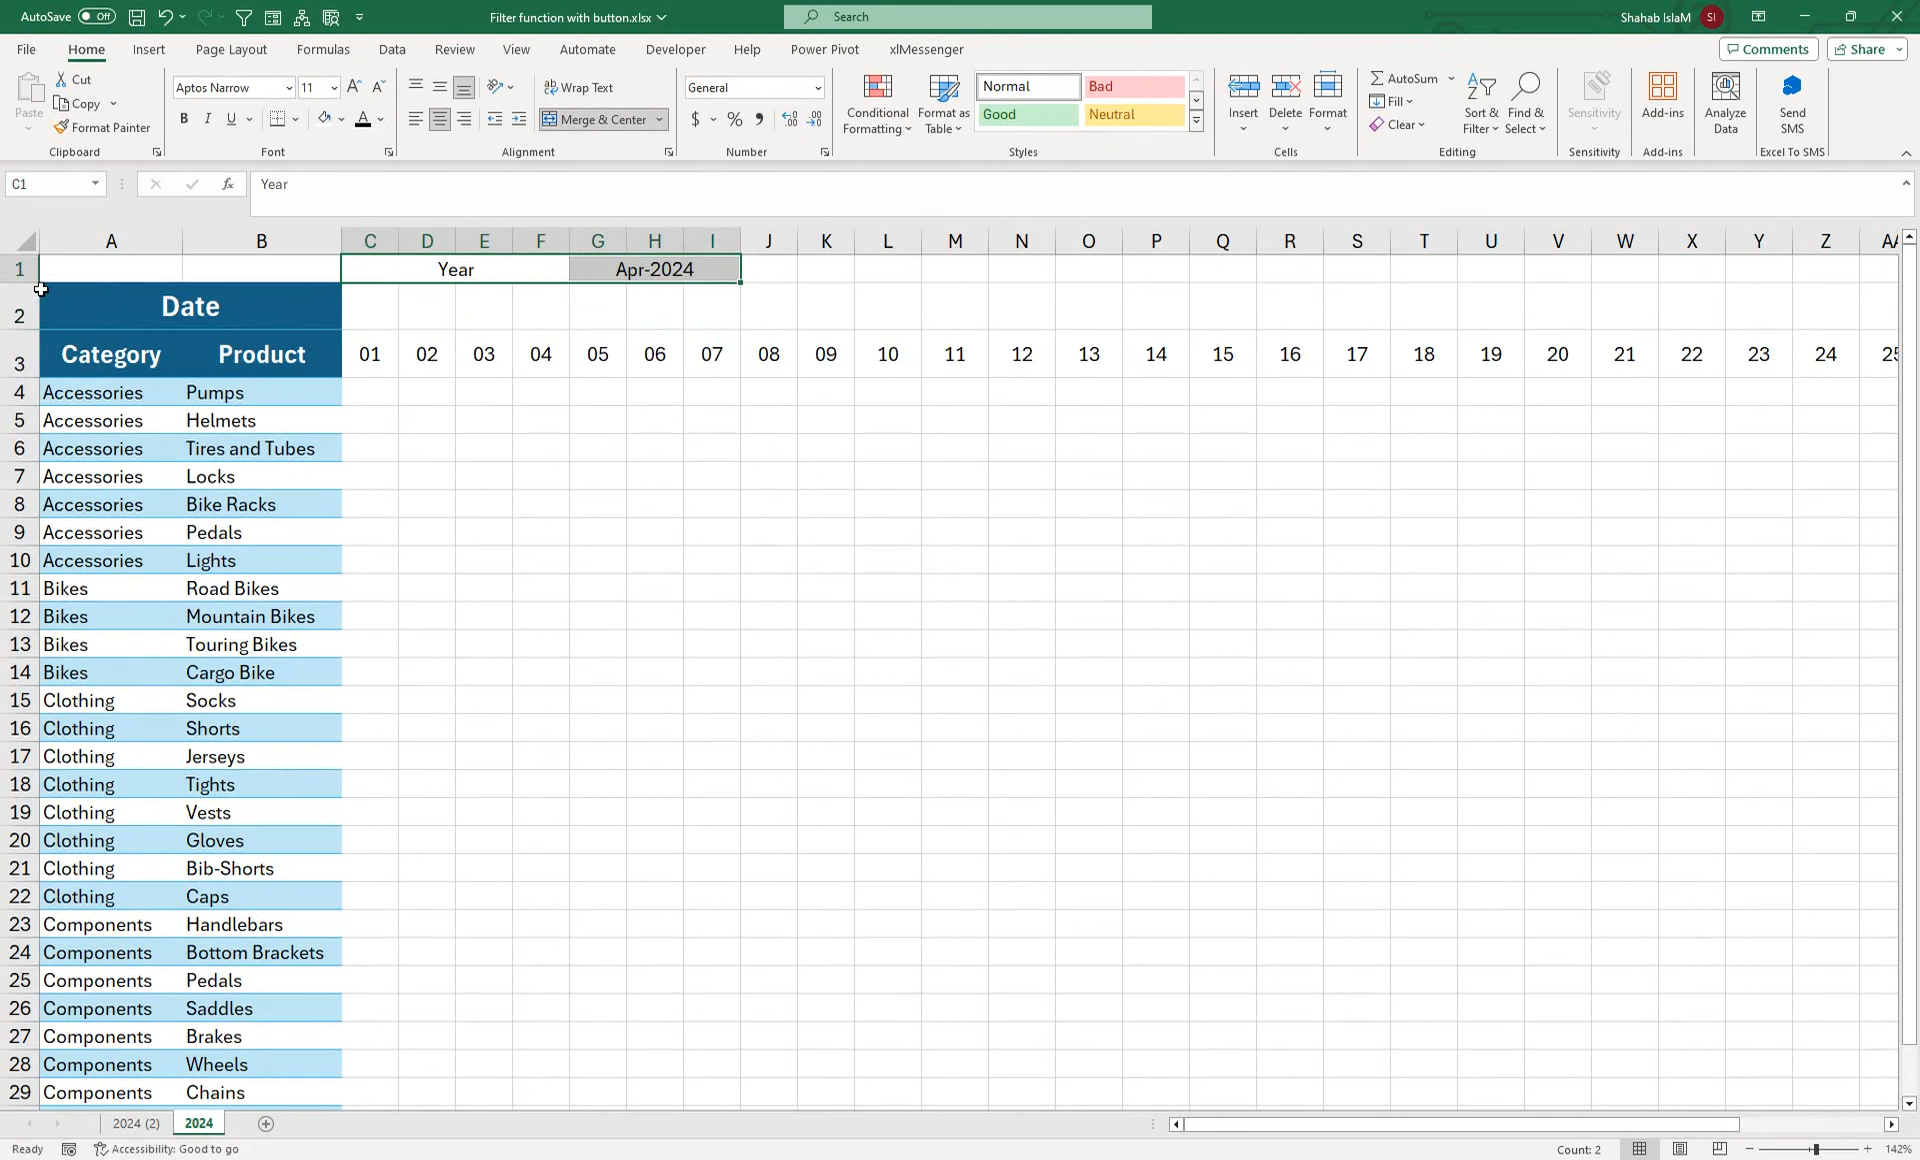 AutoSave Off Filter function with button.xlsx Search Shahab IslaM SI
File Home Insert Page Layout Formulas Data Review View Automate Developer Help Power Pivot xlMessenger Comments Share
Paste Cut Copy Format Painter Clipboard
Aptos Narrow 11 B I U Font
Wrap Text Merge & Center Alignment
General $ % Number
Conditional Formatting Format as Table Normal Bad Good Neutral Styles
Insert Delete Format Cells
AutoSum Fill Clear Sort & Filter Find & Select Editing
Sensitivity Sensitivity
Add-ins Add-ins
Analyze Data
Send SMS Excel To SMS
C1 fx Year
A B C D E F G H I J K L M N O P Q R S T U V W X Y Z AA
1 Year Apr-2024
2 Date
3 Category Product 01 02 03 04 05 06 07 08 09 10 11 12 13 14 15 16 17 18 19 20 21 22 23 24 25
4 Accessories Pumps
5 Accessories Helmets
6 Accessories Tires and Tubes
7 Accessories Locks
8 Accessories Bike Racks
9 Accessories Pedals
10 Accessories Lights
11 Bikes Road Bikes
12 Bikes Mountain Bikes
13 Bikes Touring Bikes
14 Bikes Cargo Bike
15 Clothing Socks
16 Clothing Shorts
17 Clothing Jerseys
18 Clothing Tights
19 Clothing Vests
20 Clothing Gloves
21 Clothing Bib-Shorts
22 Clothing Caps
23 Components Handlebars
24 Components Bottom Brackets
25 Components Pedals
26 Components Saddles
27 Components Brakes
28 Components Wheels
29 Components Chains
2024 (2) 2024
Ready Accessibility: Good to go Count: 2 142%